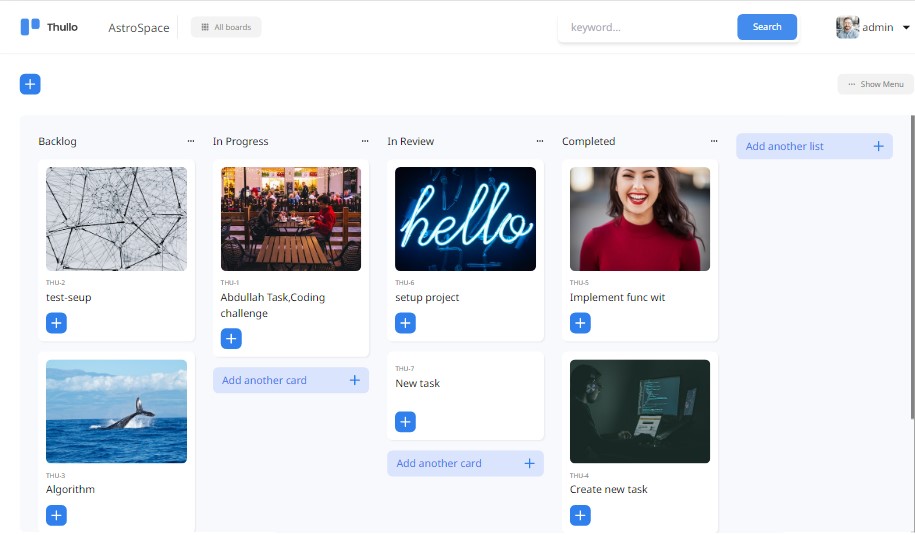 Thullo
AstroSpace
All boards
keyword...
Search
admin
... Show Menu
Backlog
...
THU-2
test-seup
THU-3
Algorithm
In Progress
...
THU-1
Abdullah Task,Coding
challenge
Add another card
In Review
...
hello
THU-6
setup project
THU-7
New task
Add another card
Completed
...
THU-5
Implement func wit
THU-4
Create new task
Add another list